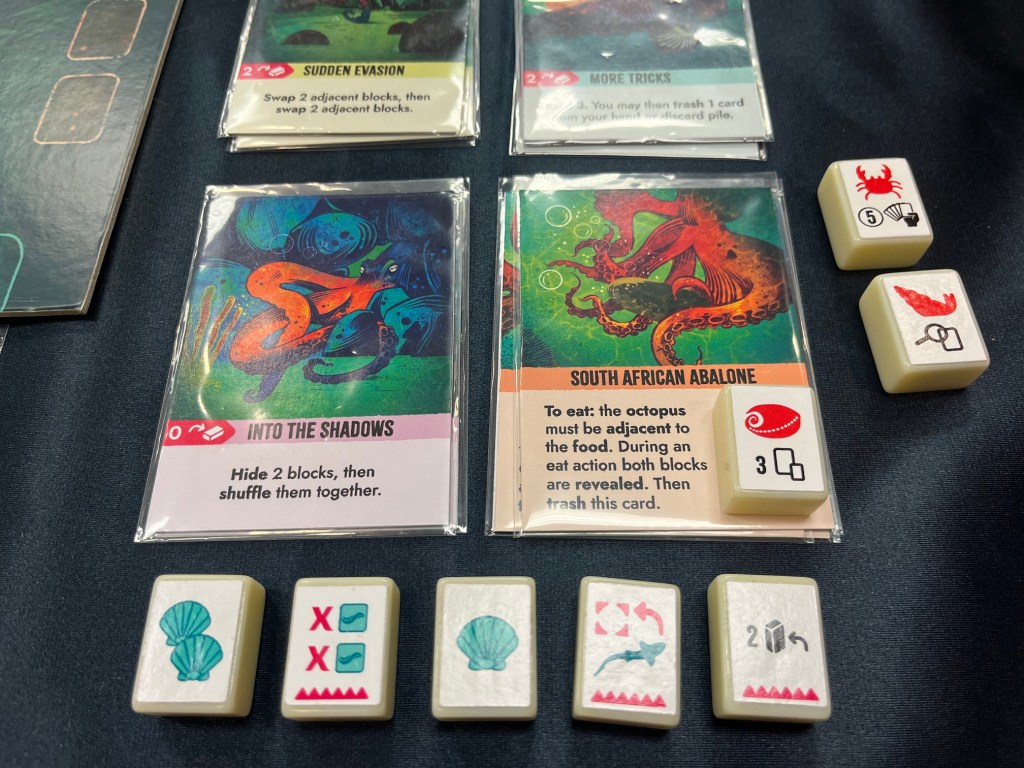 2
SUDDEN EVASION
Swap 2 adjacent blocks, then
swap 2 adjacent blocks.
2
MORE TRICKS
3. You may then trash 1 card
your hand or discard pile.
5
0
INTO THE SHADOWS
Hide 2 blocks, then
shuffle them together.
SOUTH AFRICAN ABALONE
To eat: the octopus
must be adjacent to
the food. During an
eat action both blocks
are revealed. Then
trash this card.
3
X
X
2